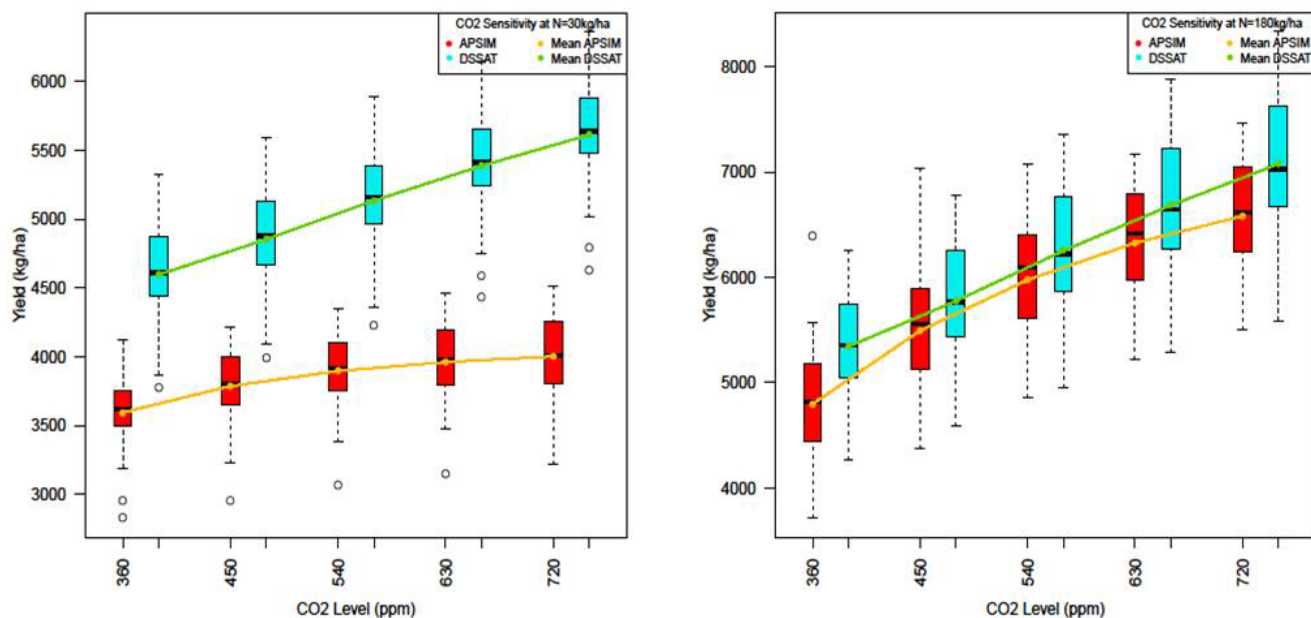 CO2 Sensitivity at N=30kg/ha
APSIM Mean APSIM
DSSAT Mean DSSAT
Yield (kg/ha)
6000
5500
5000
4500
4000
3500
3000
360 450 540 630 720
CO2 Level (ppm)
CO2 Sensitivity at N=180kg/ha
APSIM Mean APSIM
DSSAT Mean DSSAT
Yield (kg/ha)
8000
7000
6000
5000
4000
360 450 540 630 720
CO2 Level (ppm)